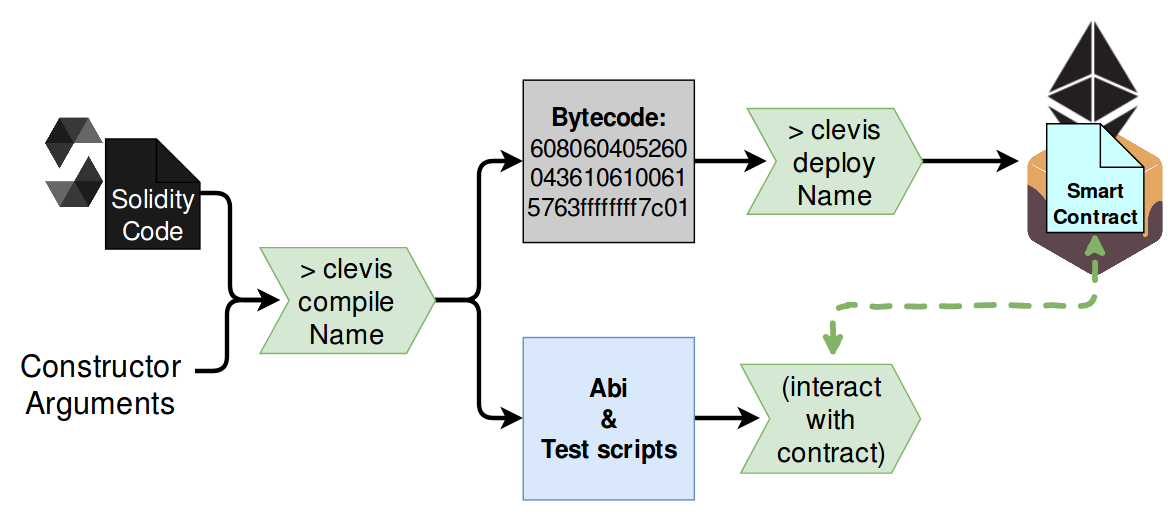 Solidity
Code
Constructor
Arguments
> clevis
compile
Name
Bytecode:
608060405260
043610610061
5763ffffffff7c01
Abi
&
Test scripts
> clevis
deploy
Name
(interact
with
contract)
Smart
Contract